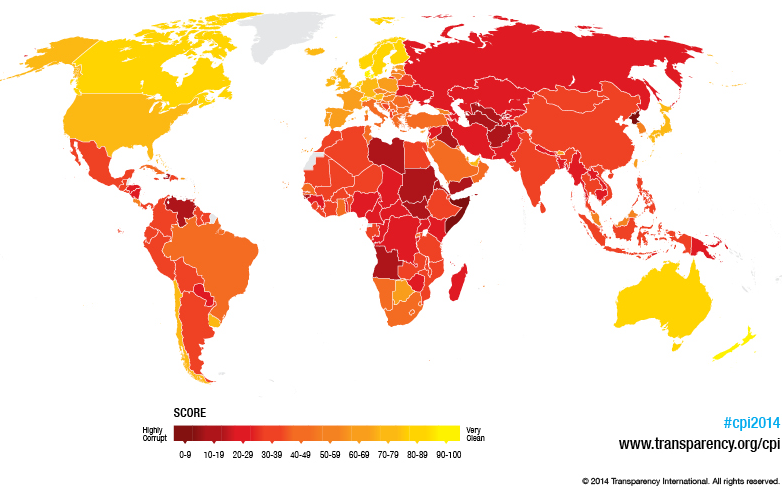 SCORE
Highly Corrupt
Very Clean
0-9 10-19 20-29 30-39 40-49 50-59 60-69 70-79 80-89 90-100
#cpi2014
www.transparency.org/cpi
© 2014 Transparency International. All rights reserved.